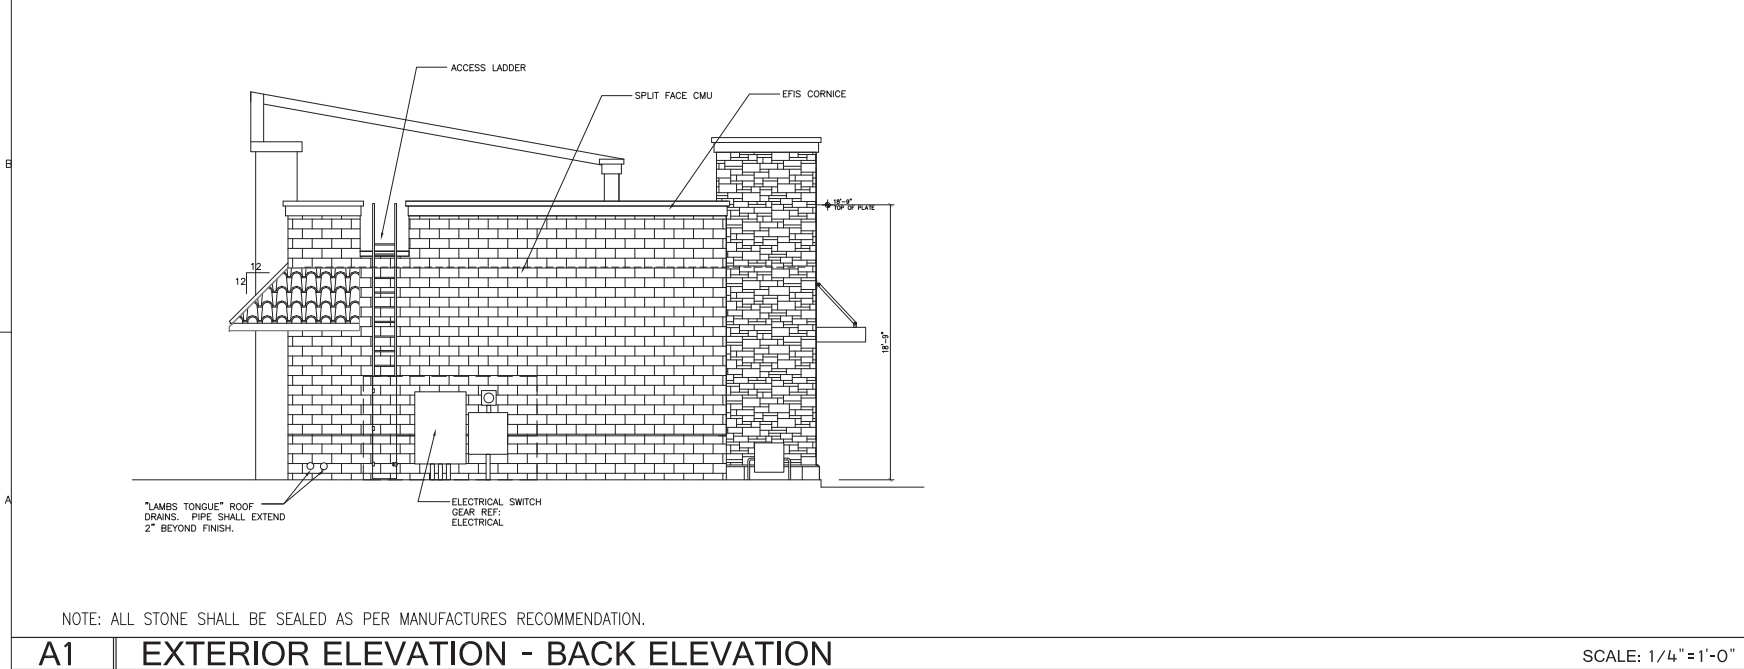 ACCESS LADDER
SPLIT FACE CMU
EFIS CORNICE
B
18'-9"
TOP OF PLATE
12
12
18'-9"
A
"LAMBS TONGUE" ROOF
DRAINS. PIPE SHALL EXTEND
2" BEYOND FINISH.
ELECTRICAL SWITCH
GEAR REF:
ELECTRICAL
NOTE: ALL STONE SHALL BE SEALED AS PER MANUFACTURES RECOMMENDATION.
A1 EXTERIOR ELEVATION - BACK ELEVATION
SCALE: 1/4"=1'-0"